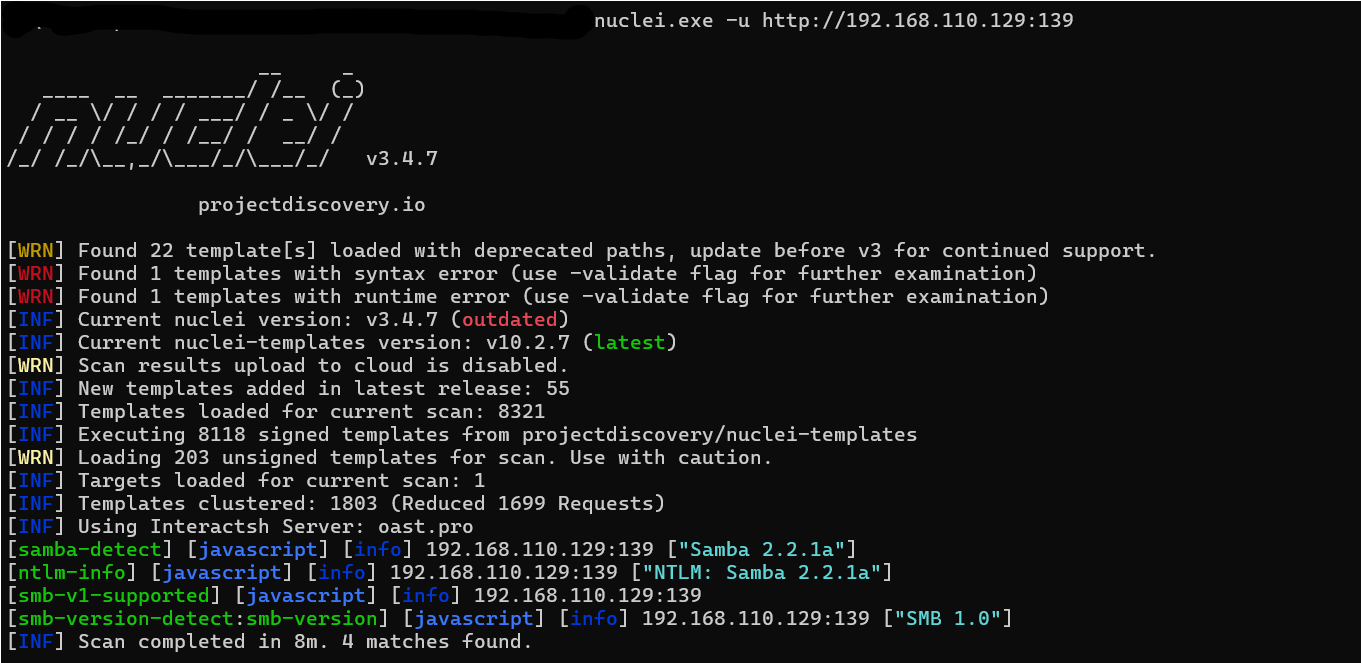 nuclei.exe -u http://192.168.110.129:139
nuclei v3.4.7
projectdiscovery.io
[WRN] Found 22 template[s] loaded with deprecated paths, update before v3 for continued support.
[WRN] Found 1 templates with syntax error (use -validate flag for further examination)
[WRN] Found 1 templates with runtime error (use -validate flag for further examination)
[INF] Current nuclei version: v3.4.7 (outdated)
[INF] Current nuclei-templates version: v10.2.7 (latest)
[WRN] Scan results upload to cloud is disabled.
[INF] New templates added in latest release: 55
[INF] Templates loaded for current scan: 8321
[INF] Executing 8118 signed templates from projectdiscovery/nuclei-templates
[WRN] Loading 203 unsigned templates for scan. Use with caution.
[INF] Targets loaded for current scan: 1
[INF] Templates clustered: 1803 (Reduced 1699 Requests)
[INF] Using Interactsh Server: oast.pro
[samba-detect] [javascript] [info] 192.168.110.129:139 ["Samba 2.2.1a"]
[ntlm-info] [javascript] [info] 192.168.110.129:139 ["NTLM: Samba 2.2.1a"]
[smb-v1-supported] [javascript] [info] 192.168.110.129:139
[smb-version-detect:smb-version] [javascript] [info] 192.168.110.129:139 ["SMB 1.0"]
[INF] Scan completed in 8m. 4 matches found.